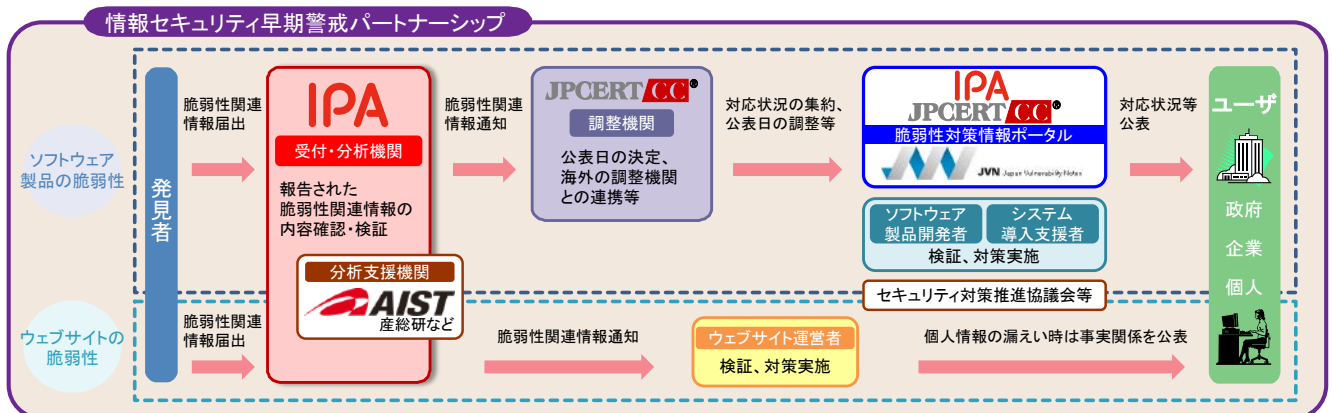 情報セキュリティ早期警戒パートナーシップ
ソフトウェア
製品の脆弱性
発見者
脆弱性関連
情報届出
IPA
受付・分析機関
報告された
脆弱性関連情報の
内容確認・検証
分析支援機関
AIST
産総研など
脆弱性関連
情報通知
JPCERT CC®
調整機関
公表日の決定、
海外の調整機関
との連携等
対応状況の集約、
公表日の調整等
IPA
JPCERT CC®
脆弱性対策情報ポータル
JVN Japan Vulnerability Notes
ソフトウェア
製品開発者
システム
導入支援者
検証、対策実施
セキュリティ対策推進協議会等
対応状況等
公表
ユーザ
政府
企業
個人
ウェブサイトの
脆弱性
脆弱性関連
情報届出
脆弱性関連情報通知
ウェブサイト運営者
検証、対策実施
個人情報の漏えい時は事実関係を公表